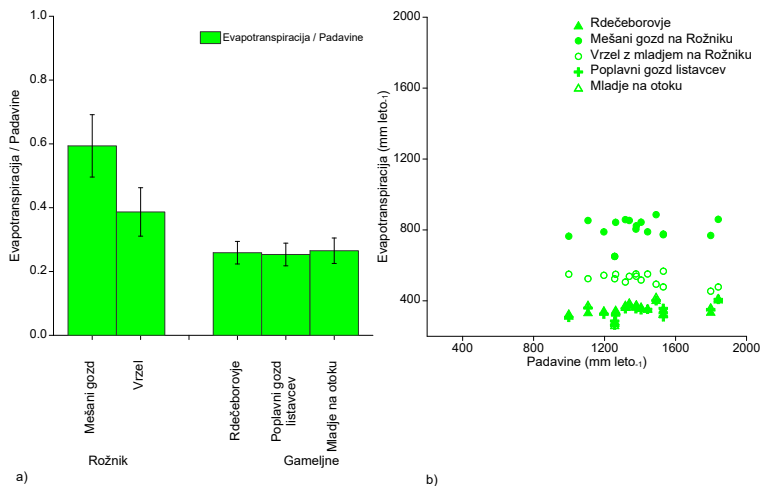 1.0
0.8
0.6
0.4
0.2
0.0
Evapotranspiracija / Padavine
Evapotranspiracija / Padavine
Mešani gozd
Vrzel
Rdečeborovje
Poplavni gozd
listavcev
Mladje na otoku
Rožnik
Gameljne
a)
2000
1600
1200
800
400
Evapotranspiracija (mm leto-1)
Rdečeborovje
Mešani gozd na Rožniku
Vrzel z mladjem na Rožniku
Poplavni gozd listavcev
Mladje na otoku
400
800
1200
1600
2000
Padavine (mm leto-1)
b)